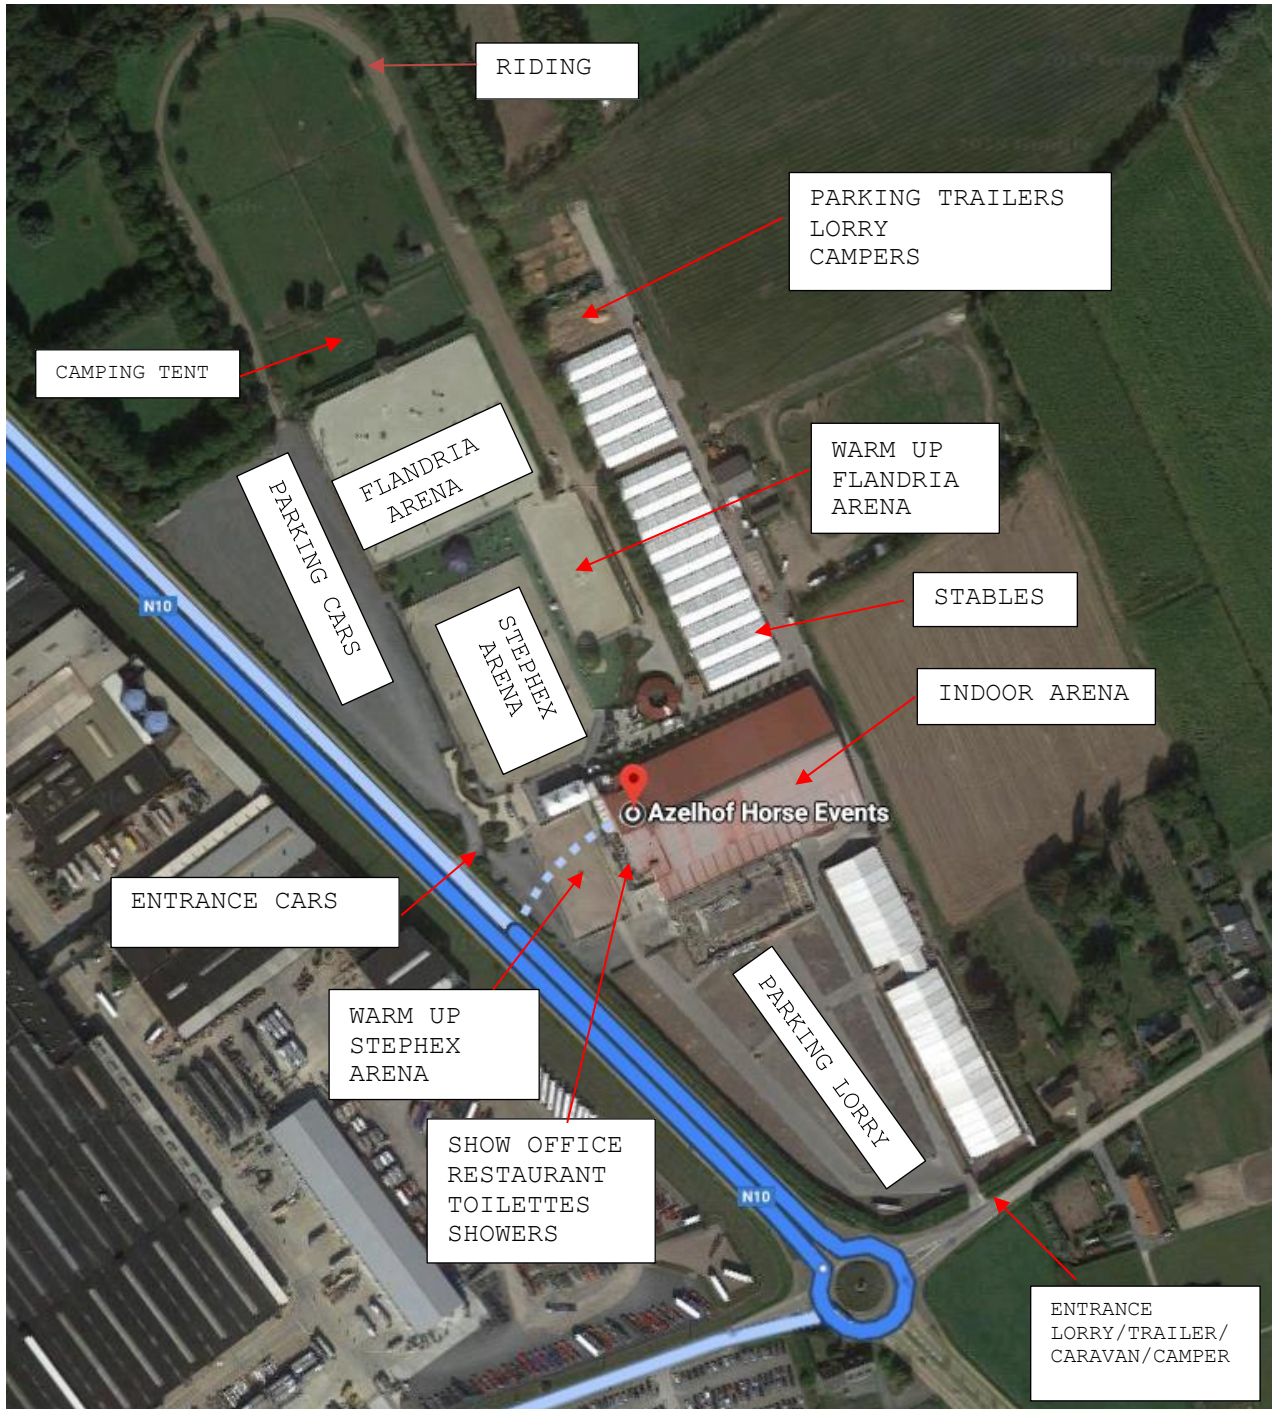 RIDING
PARKING TRAILERS
LORRY
CAMPERS
CAMPING TENT
FLANDRIA
ARENA
WARM UP
FLANDRIA
ARENA
PARKING CARS
N10
STABLES
STEPHEX
ARENA
INDOOR ARENA
Azelhof Horse Events
ENTRANCE CARS
PARKING LORRY
WARM UP
STEPHEX
ARENA
SHOW OFFICE
RESTAURANT
TOILETTES
SHOWERS
N10
ENTRANCE
LORRY/TRAILER/
CARAVAN/CAMPER